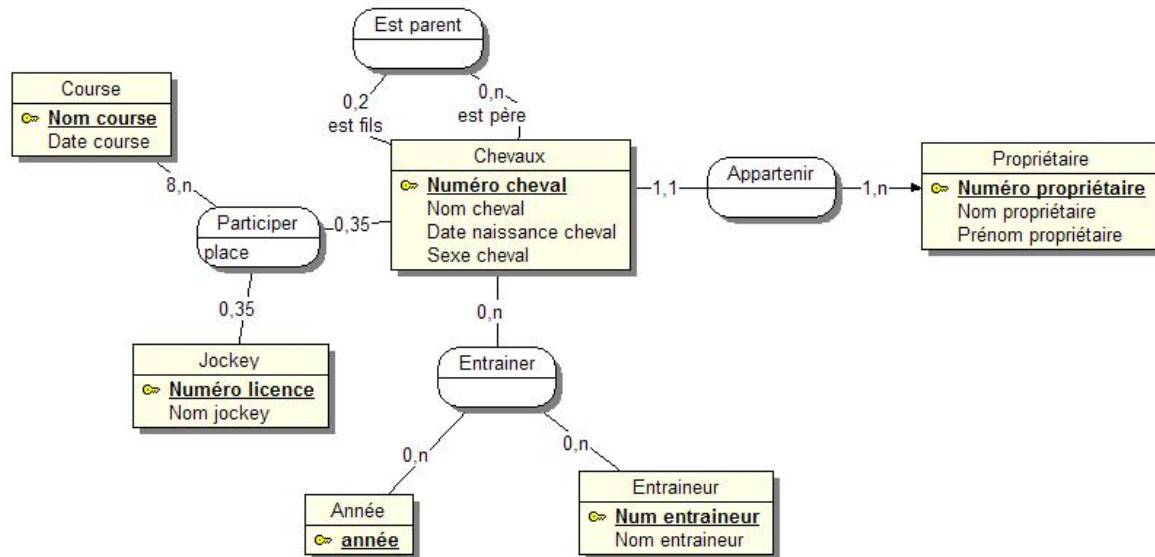 Est parent
Course
Nom course
Date course
0,2
est fils
0,n
est père
Chevaux
Numéro cheval
Nom cheval
Date naissance cheval
Sexe cheval
1,1
Appartenir
1,n
Propriétaire
Numéro propriétaire
Nom propriétaire
Prénom propriétaire
8,n
Participer
place
0,35
0,35
Jockey
Numéro licence
Nom jockey
0,n
Entrainer
0,n
0,n
Année
année
Entraineur
Num entraineur
Nom entraineur